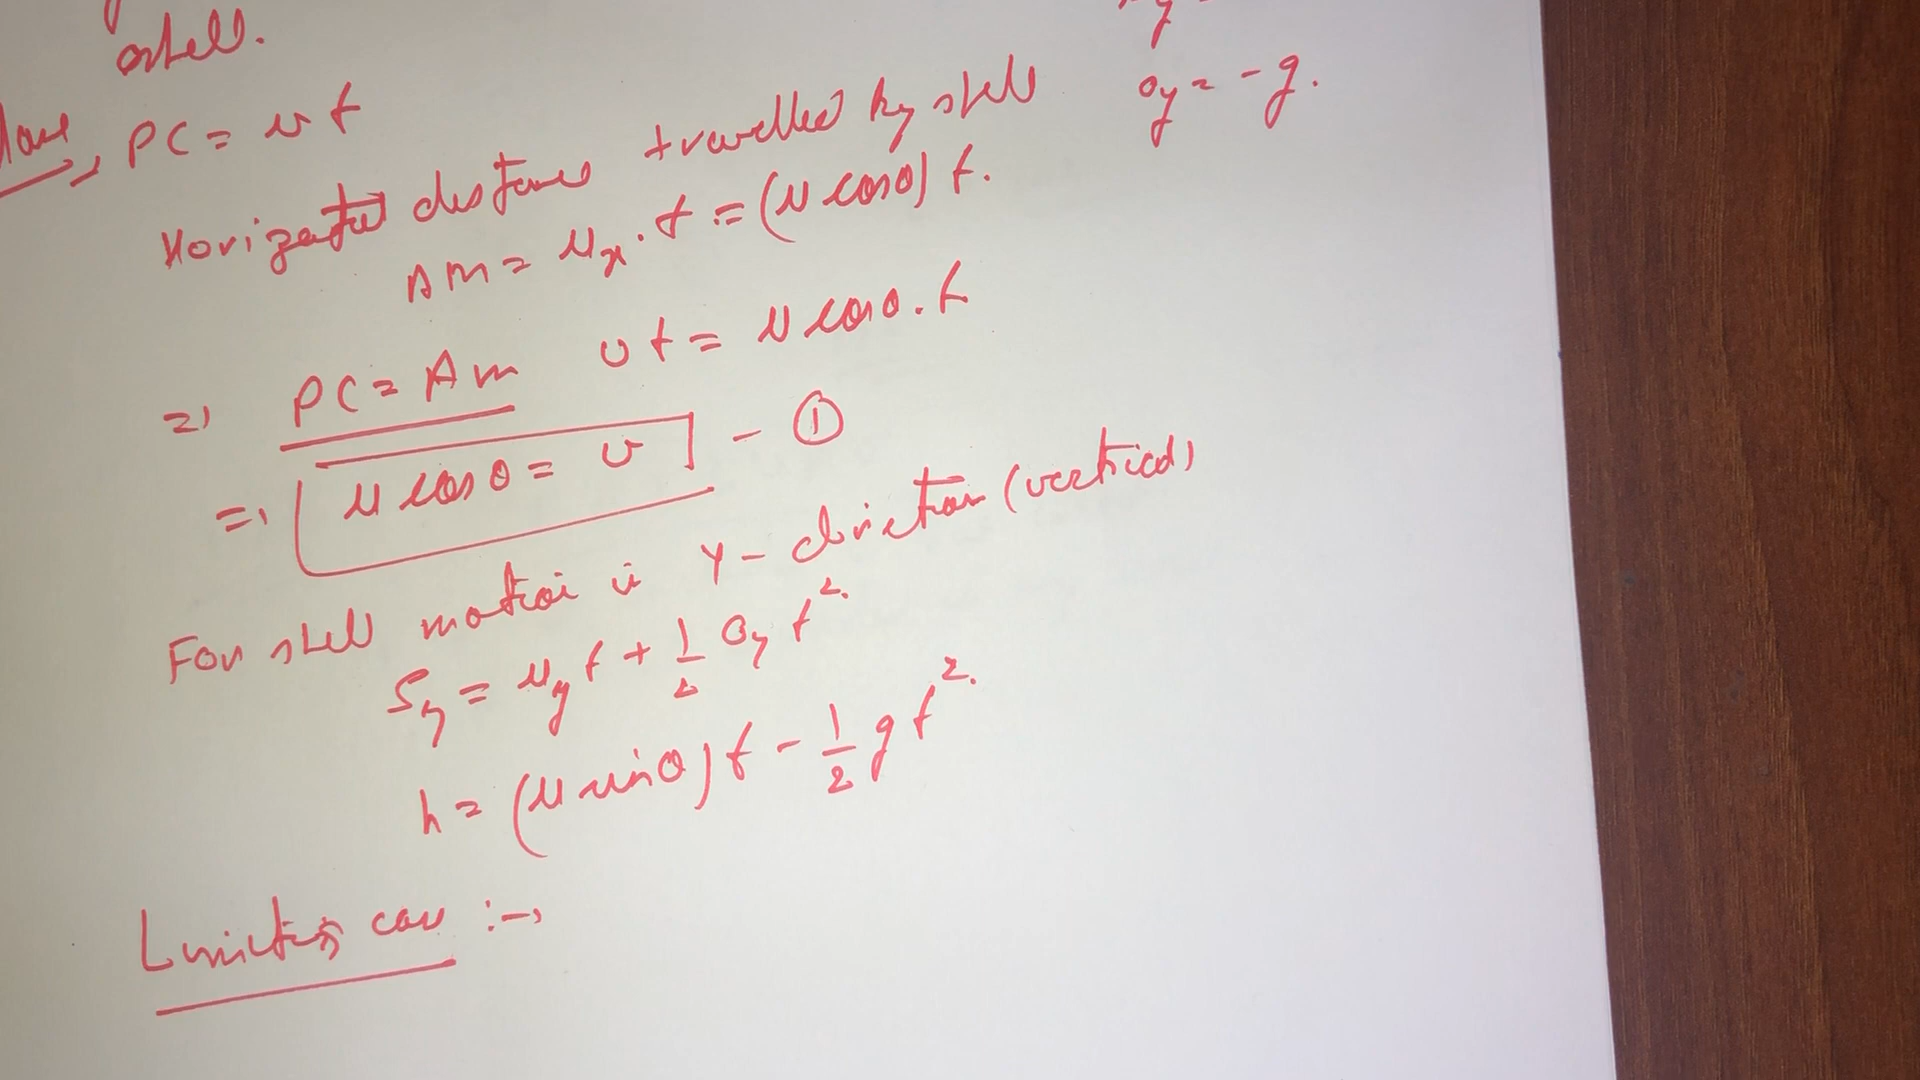 shell.
PC = v t
Horizontal distance travelled by shell
ay = -g.
AM = ux . t = (u cosθ) t.
=> PC = AM   vt = u cosθ . t
=> u cosθ = v - ①
For shell motion in Y - direction (vertical)
Sy = uy t + 1/2 ay t².
h = (u sinθ) t - 1/2 g t².
Limiting case :->